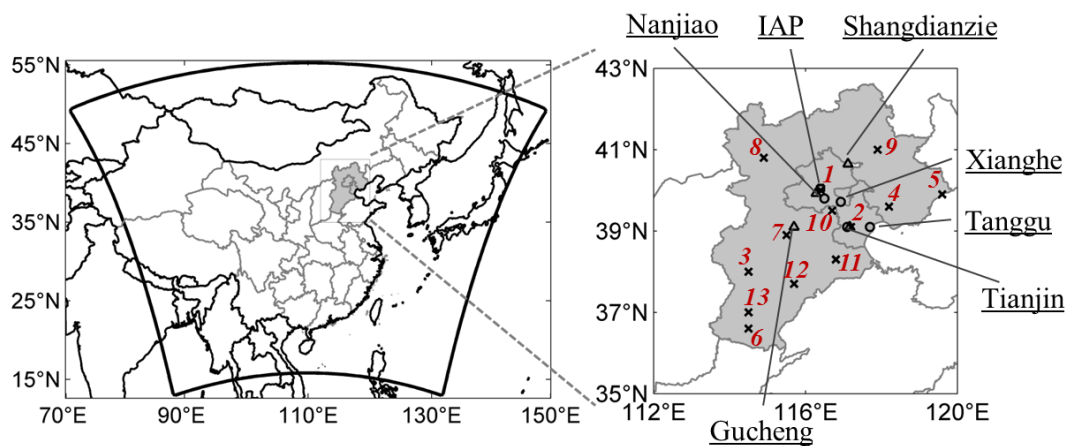 Nanjiao IAP Shangdianzie
55°N
45°N
35°N
25°N
15°N
70°E 90°E 110°E 130°E 150°E
43°N
41°N
39°N
37°N
35°N
112°E 116°E 120°E
8 9
1
Xianghe
5
4
10 2
7
Tanggu
3 12 11
Tianjin
13
6
Gucheng